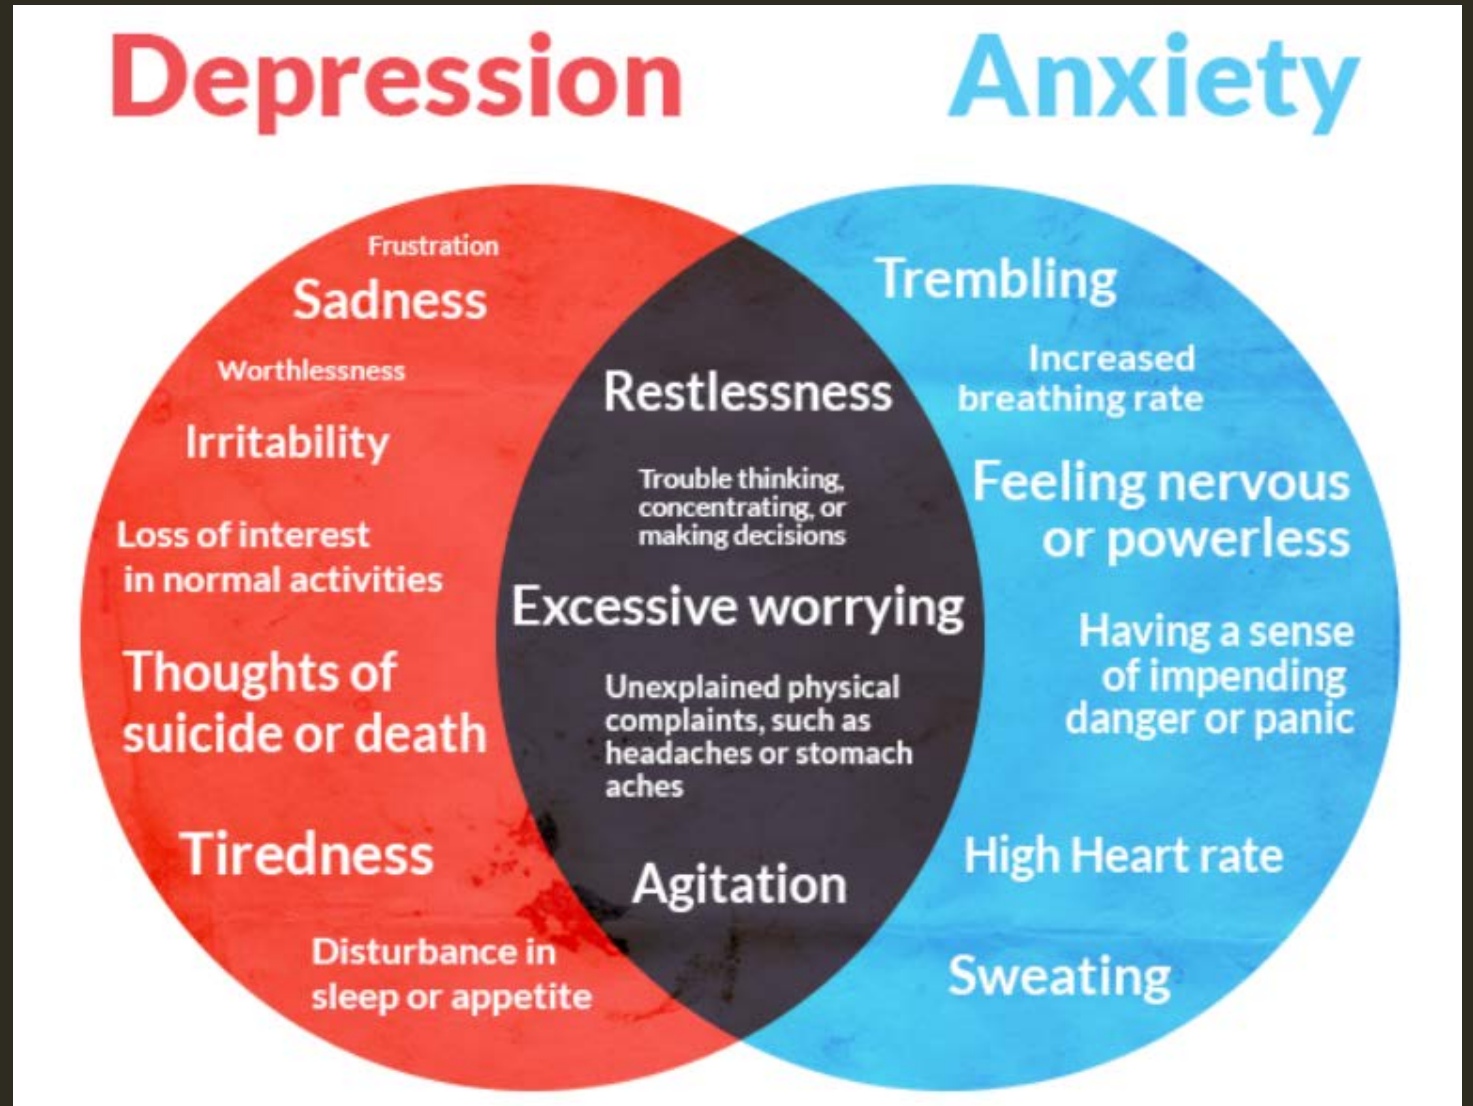 Depression
Anxiety
Frustration
Sadness
Worthlessness
Irritability
Loss of interest
in normal activities
Thoughts of
suicide or death
Tiredness
Disturbance in
sleep or appetite
Restlessness
Trouble thinking,
concentrating, or
making decisions
Excessive worrying
Unexplained physical
complaints, such as
headaches or stomach
aches
Agitation
Trembling
Increased
breathing rate
Feeling nervous
or powerless
Having a sense
of impending
danger or panic
High Heart rate
Sweating